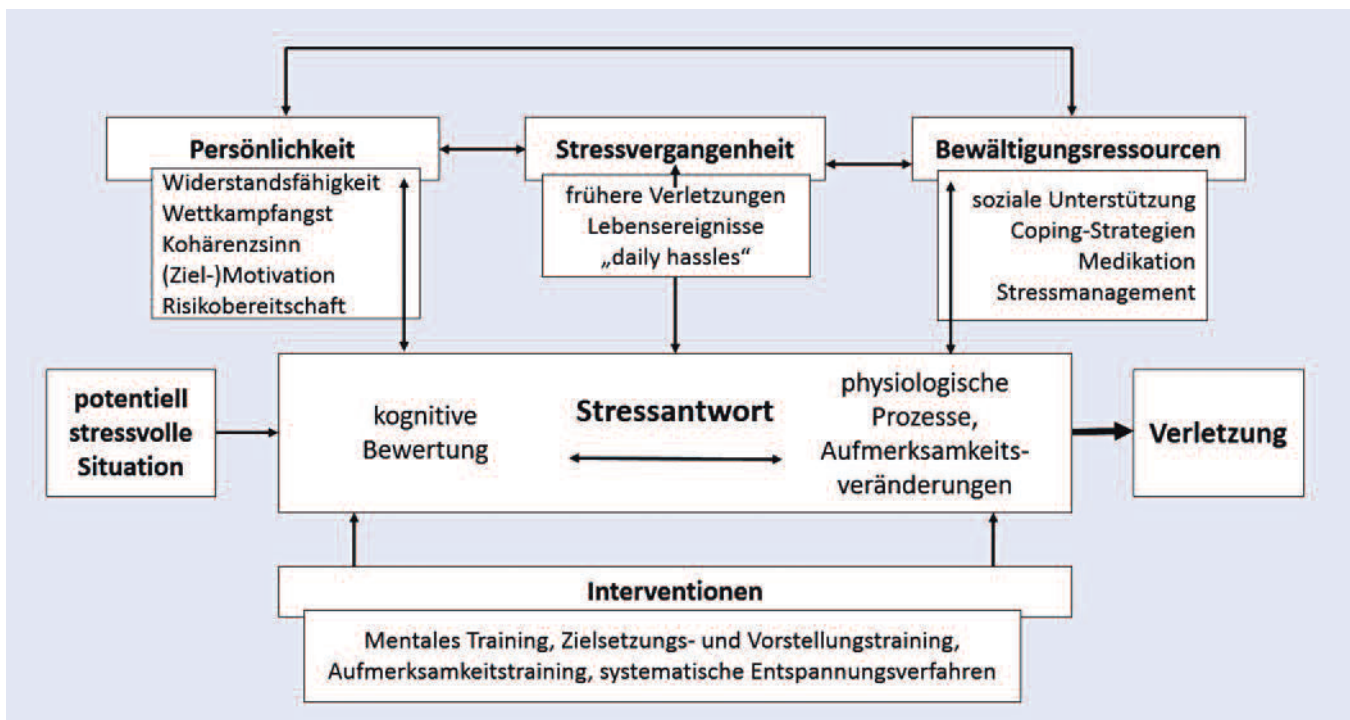 Persönlichkeit
Widerstandsfähigkeit
Wettkampfangst
Kohärenzsinn
(Ziel-)Motivation
Risikobereitschaft
Stressvergangenheit
frühere Verletzungen
Lebensereignisse
„daily hassles“
Bewältigungsressourcen
soziale Unterstützung
Coping-Strategien
Medikation
Stressmanagement
potentiell
stressvolle
Situation
kognitive
Bewertung
Stressantwort
physiologische
Prozesse,
Aufmerksamkeits-
veränderungen
Verletzung
Interventionen
Mentales Training, Zielsetzungs- und Vorstellungstraining,
Aufmerksamkeitstraining, systematische Entspannungsverfahren